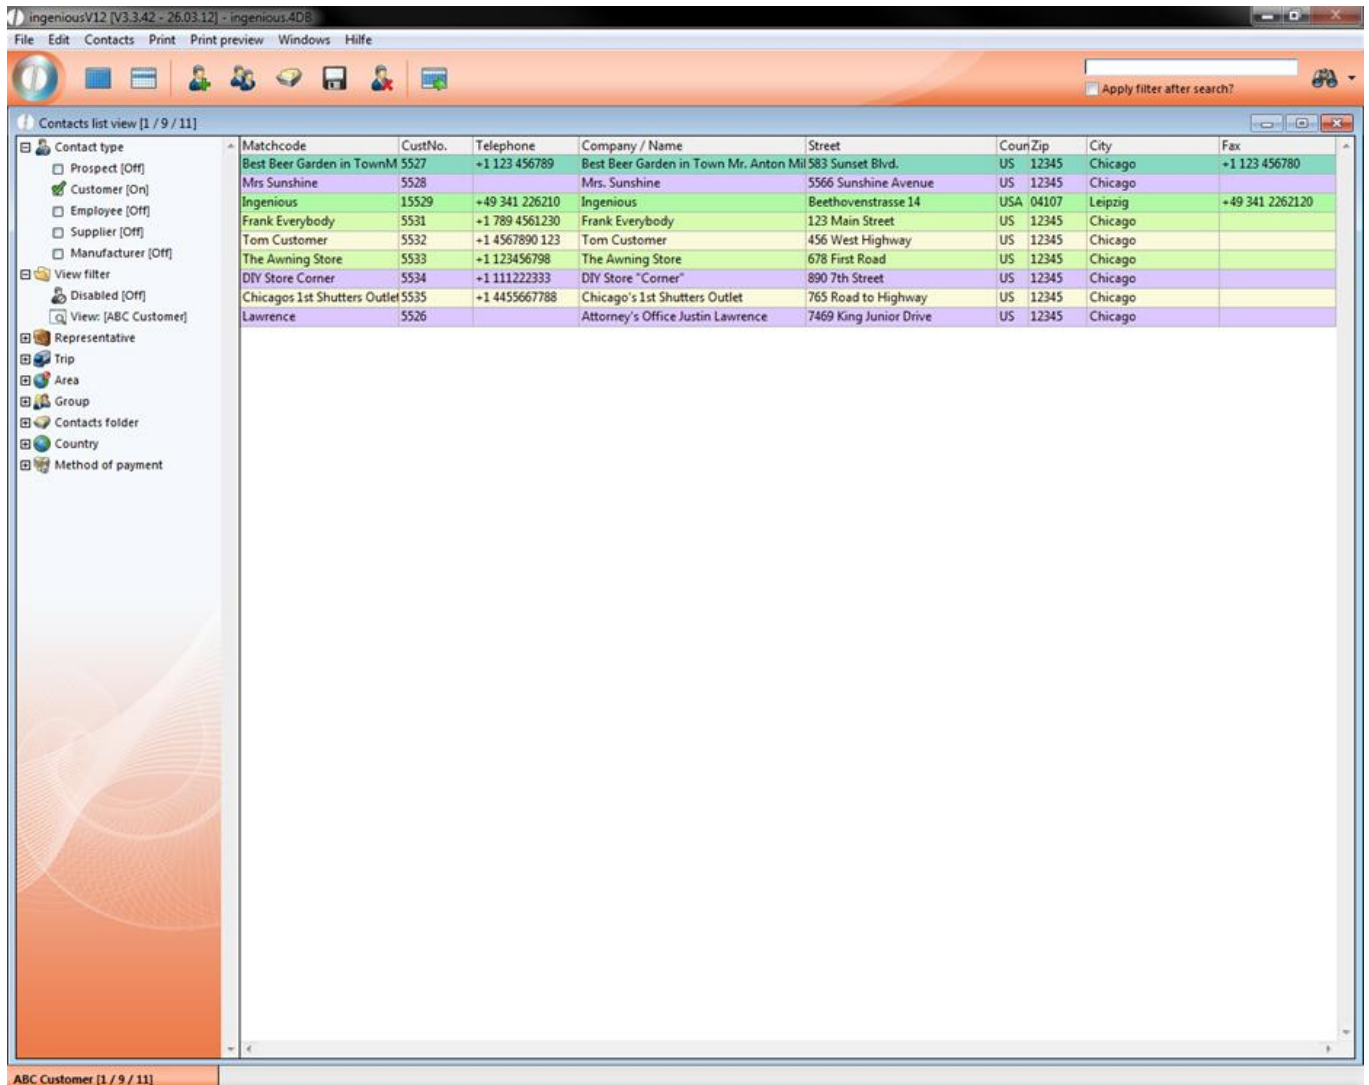 ingeniousV12 [V3.3.42 - 26.03.12] - ingenious.4DB
File Edit Contacts Print Print preview Windows Hilfe
Apply filter after search?
Contacts list view [1 / 9 / 11]
Contact type
Prospect [Off]
Customer [On]
Employee [Off]
Supplier [Off]
Manufacturer [Off]
View filter
Disabled [Off]
View: [ABC Customer]
Representative
Trip
Area
Group
Contacts folder
Country
Method of payment
Matchcode CustNo. Telephone Company / Name Street Coun Zip City Fax
Best Beer Garden in TownM 5527 +1 123 456789 Best Beer Garden in Town Mr. Anton Mil 583 Sunset Blvd. US 12345 Chicago +1 123 456780
Mrs Sunshine 5528 Mrs. Sunshine 5566 Sunshine Avenue US 12345 Chicago
Ingenious 15529 +49 341 226210 Ingenious Beethovenstrasse 14 USA 04107 Leipzig +49 341 2262120
Frank Everybody 5531 +1 789 4561230 Frank Everybody 123 Main Street US 12345 Chicago
Tom Customer 5532 +1 4567890 123 Tom Customer 456 West Highway US 12345 Chicago
The Awning Store 5533 +1 123456798 The Awning Store 678 First Road US 12345 Chicago
DIY Store Corner 5534 +1 111222333 DIY Store "Corner" 890 7th Street US 12345 Chicago
Chicagos 1st Shutters Outlet 5535 +1 4455667788 Chicago's 1st Shutters Outlet 765 Road to Highway US 12345 Chicago
Lawrence 5526 Attorney's Office Justin Lawrence 7469 King Junior Drive US 12345 Chicago
ABC Customer [1 / 9 / 11]